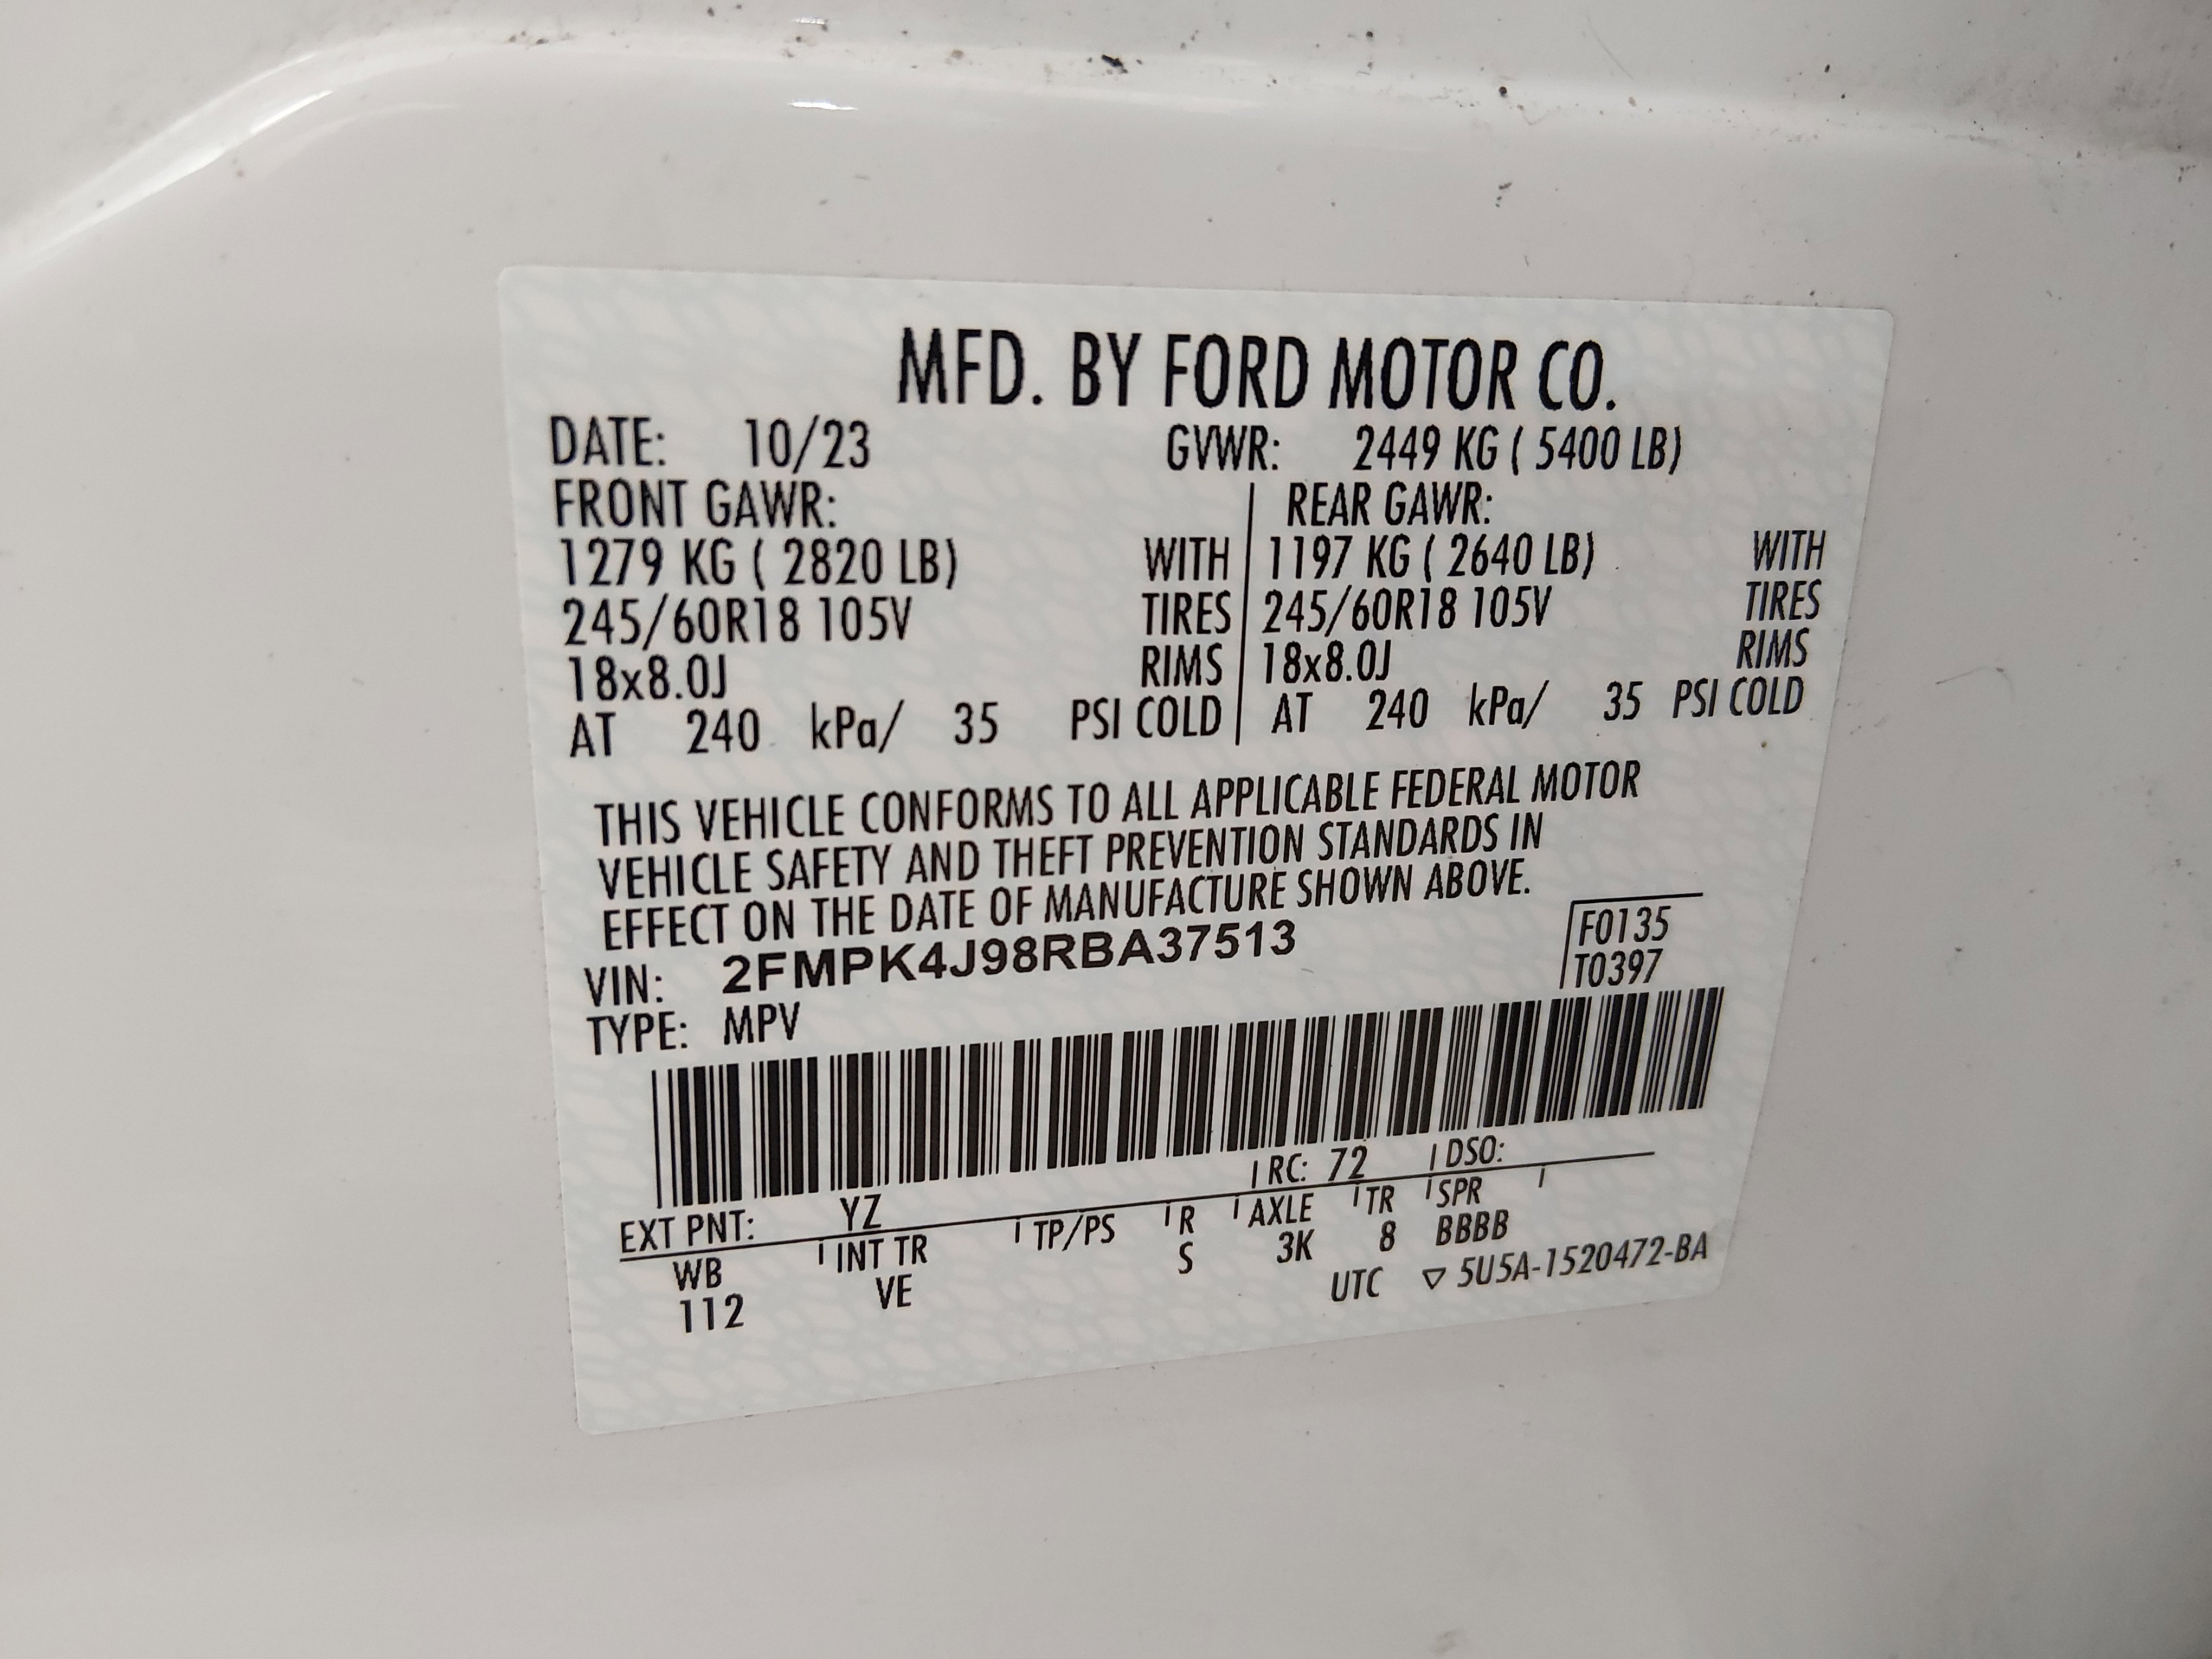 MFD. BY FORD MOTOR CO.
DATE: 10/23 GVWR: 2449 KG ( 5400 LB)
FRONT GAWR: REAR GAWR:
1279 KG ( 2820 LB) WITH 1197 KG ( 2640 LB) WITH
245/60R18 105V TIRES 245/60R18 105V TIRES
18x8.0J RIMS 18x8.0J RIMS
AT 240 kPa/ 35 PSI COLD AT 240 kPa/ 35 PSI COLD
THIS VEHICLE CONFORMS TO ALL APPLICABLE FEDERAL MOTOR
VEHICLE SAFETY AND THEFT PREVENTION STANDARDS IN
EFFECT ON THE DATE OF MANUFACTURE SHOWN ABOVE.
VIN: 2FMPK4J98RBA37513 F0135
TYPE: MPV T0397
EXT PNT: YZ RC: 72 DSO:
WB INT TR TP/PS R AXLE TR SPR
112 VE S 3K 8 BBBB
UTC ▽ 5U5A-1520472-BA